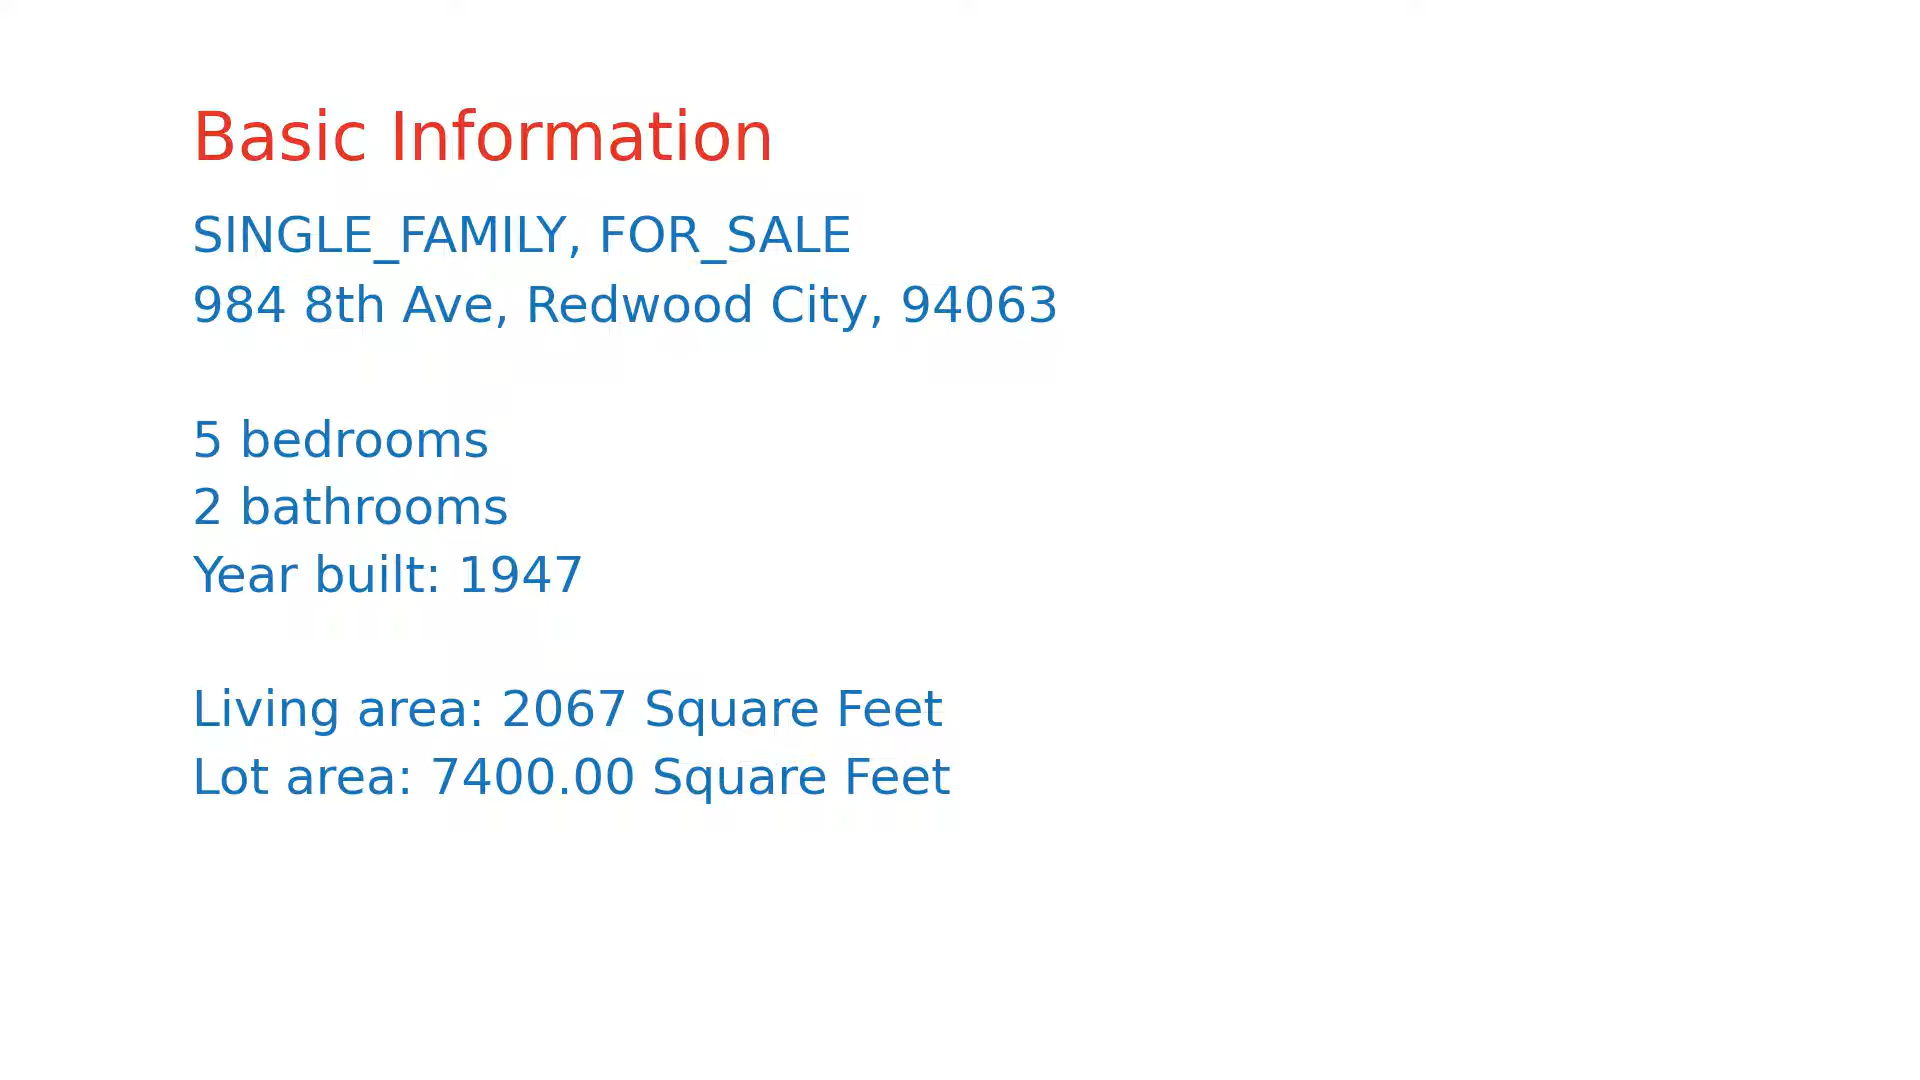 Basic Information
SINGLE_FAMILY, FOR_SALE
984 8th Ave, Redwood City, 94063
5 bedrooms
2 bathrooms
Year built: 1947
Living area: 2067 Square Feet
Lot area: 7400.00 Square Feet